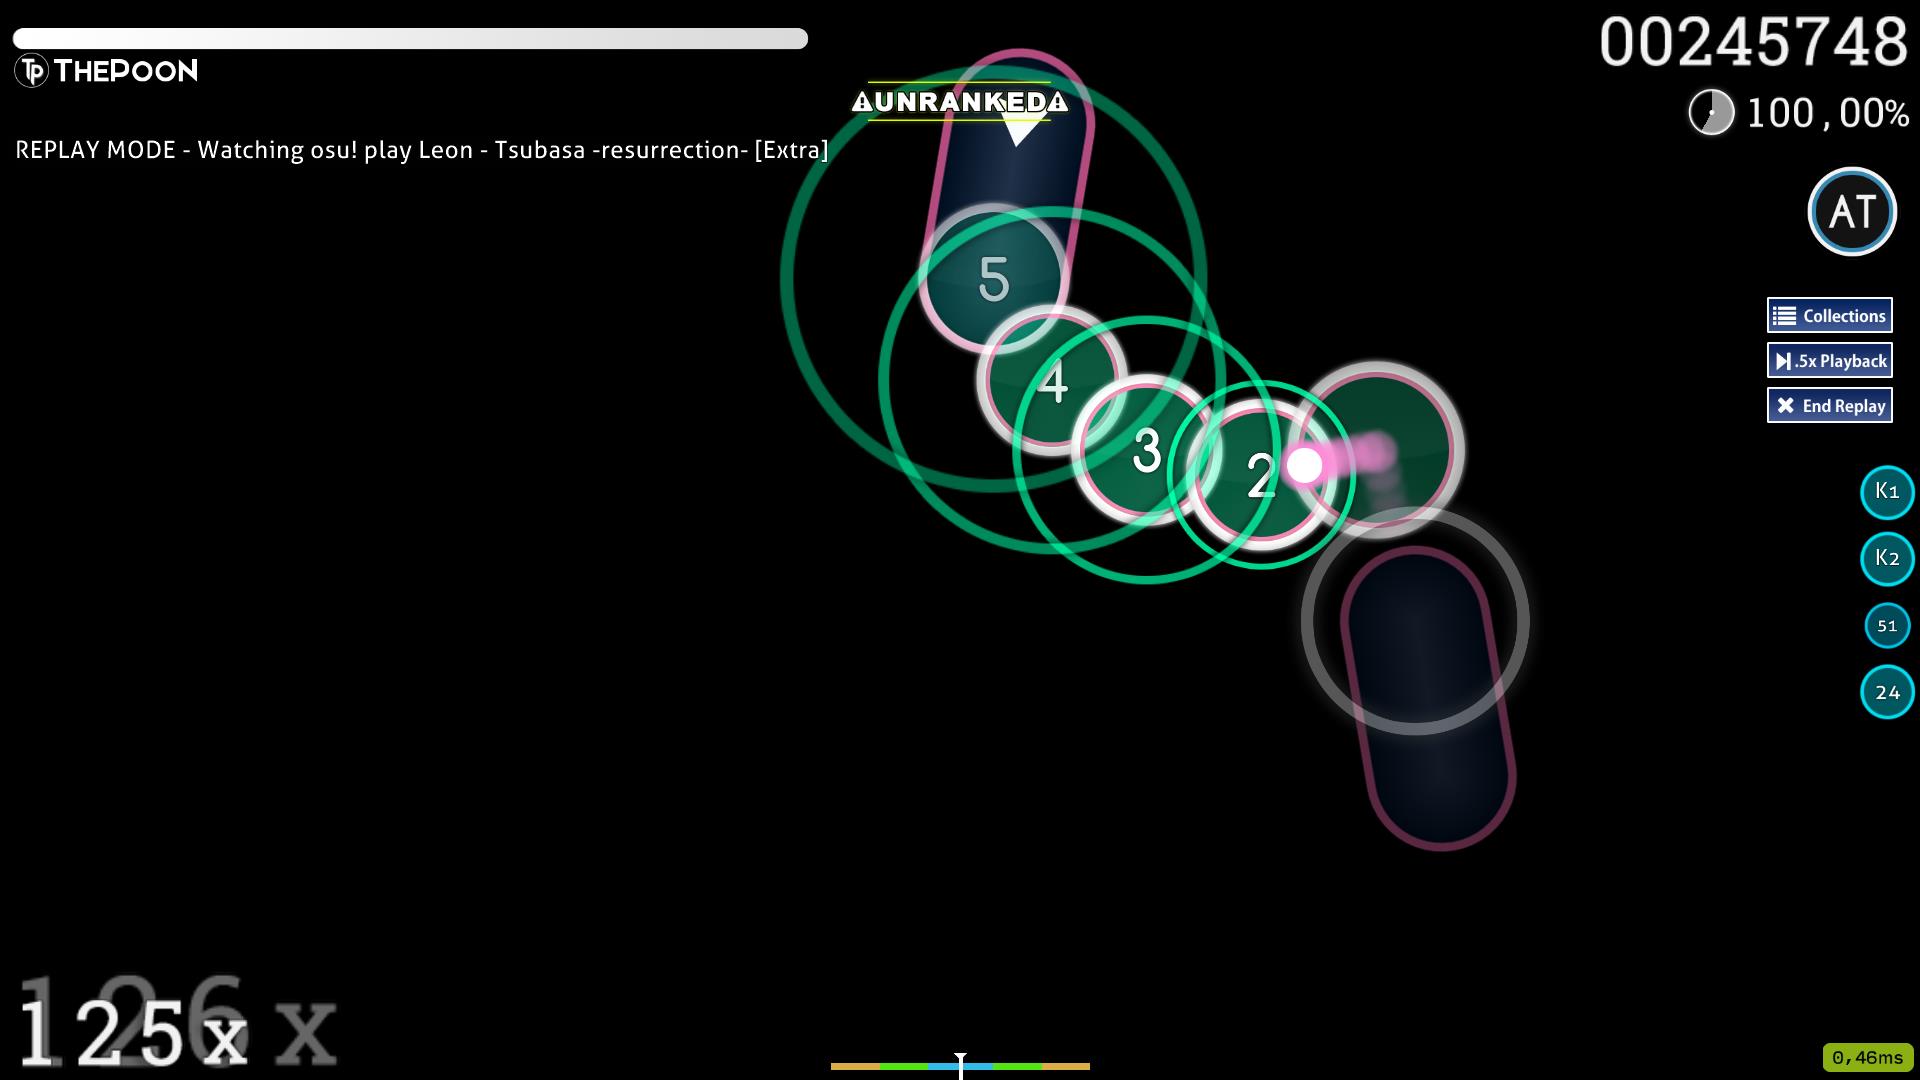 THEPOON
00245748
⚠UNRANKED⚠
100,00%
REPLAY MODE - Watching osu! play Leon - Tsubasa -resurrection- [Extra]
AT
5
Collections
.5x Playback
4
End Replay
3
2
K1
K2
51
24
126x
125x
0,46ms